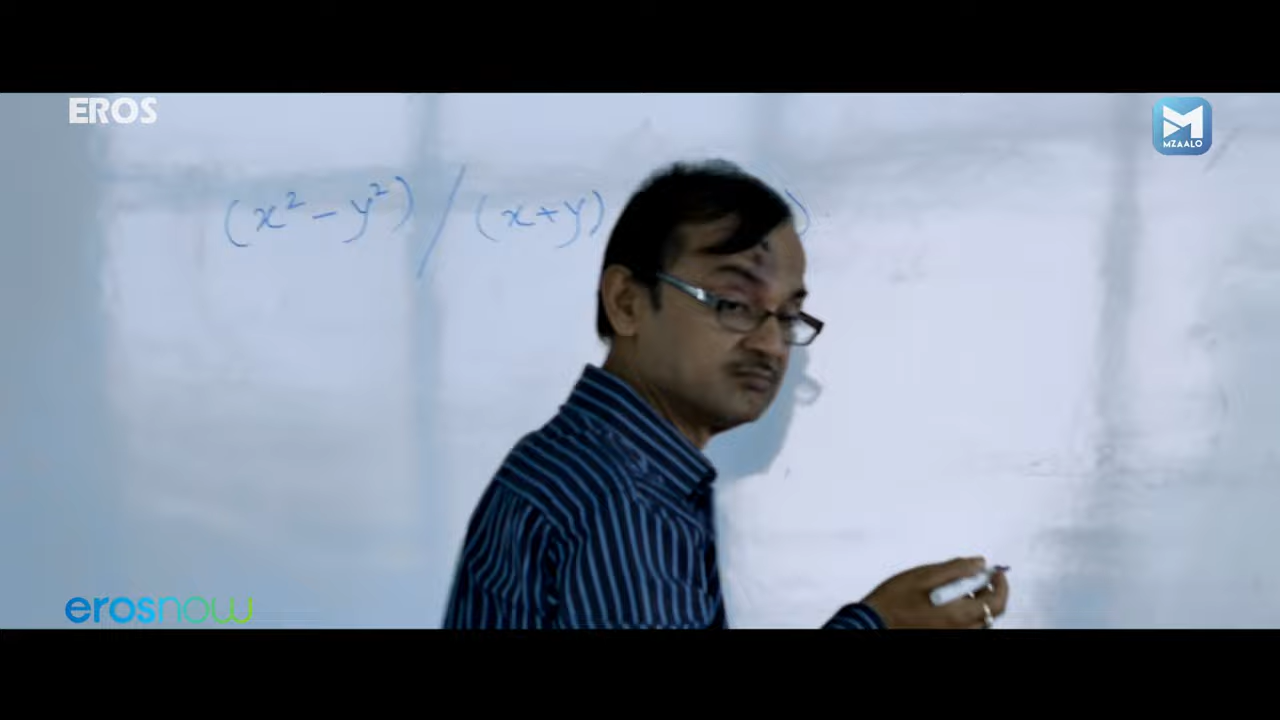 EROS
MZAALO
(x² - y²) / (x+y) )
erosnow